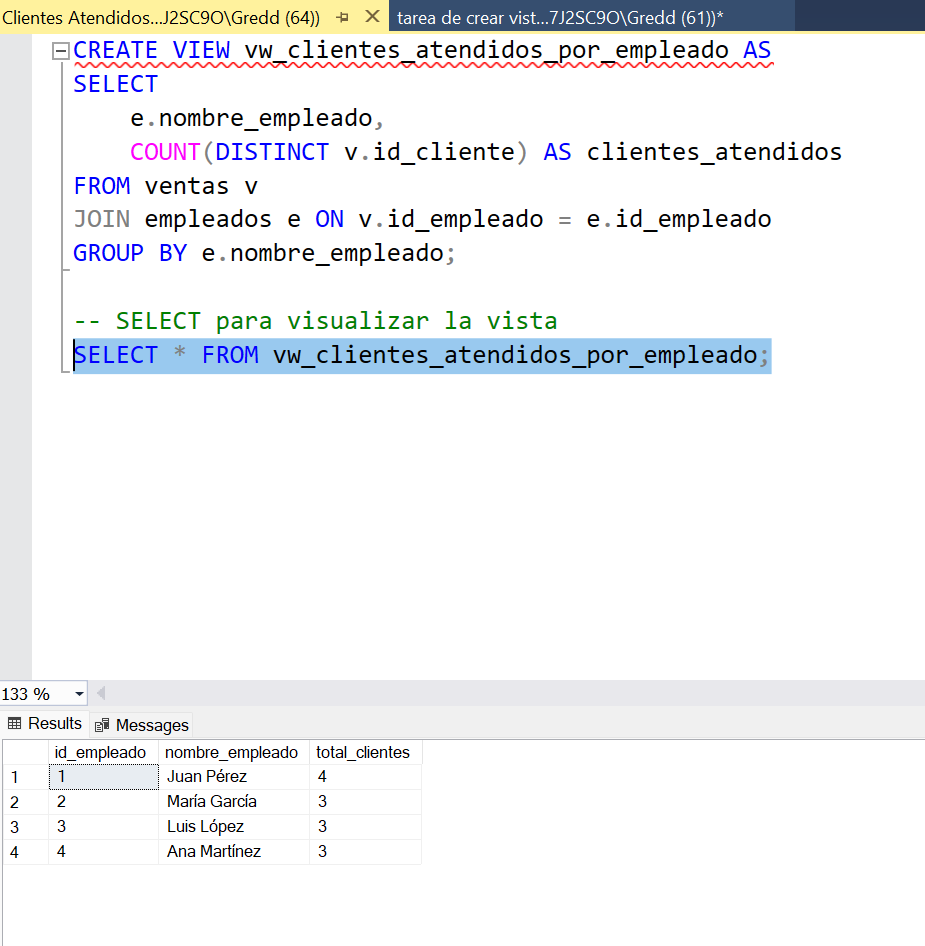 Clientes Atendidos...J2SC9O\Gredd (64))
tarea de crear vist...7J2SC9O\Gredd (61))*
CREATE VIEW vw_clientes_atendidos_por_empleado AS
SELECT
e.nombre_empleado,
COUNT(DISTINCT v.id_cliente) AS clientes_atendidos
FROM ventas v
JOIN empleados e ON v.id_empleado = e.id_empleado
GROUP BY e.nombre_empleado;
-- SELECT para visualizar la vista
SELECT * FROM vw_clientes_atendidos_por_empleado;
133 %
Results Messages
id_empleado nombre_empleado total_clientes
1 1 Juan Pérez 4
2 2 María García 3
3 3 Luis López 3
4 4 Ana Martínez 3